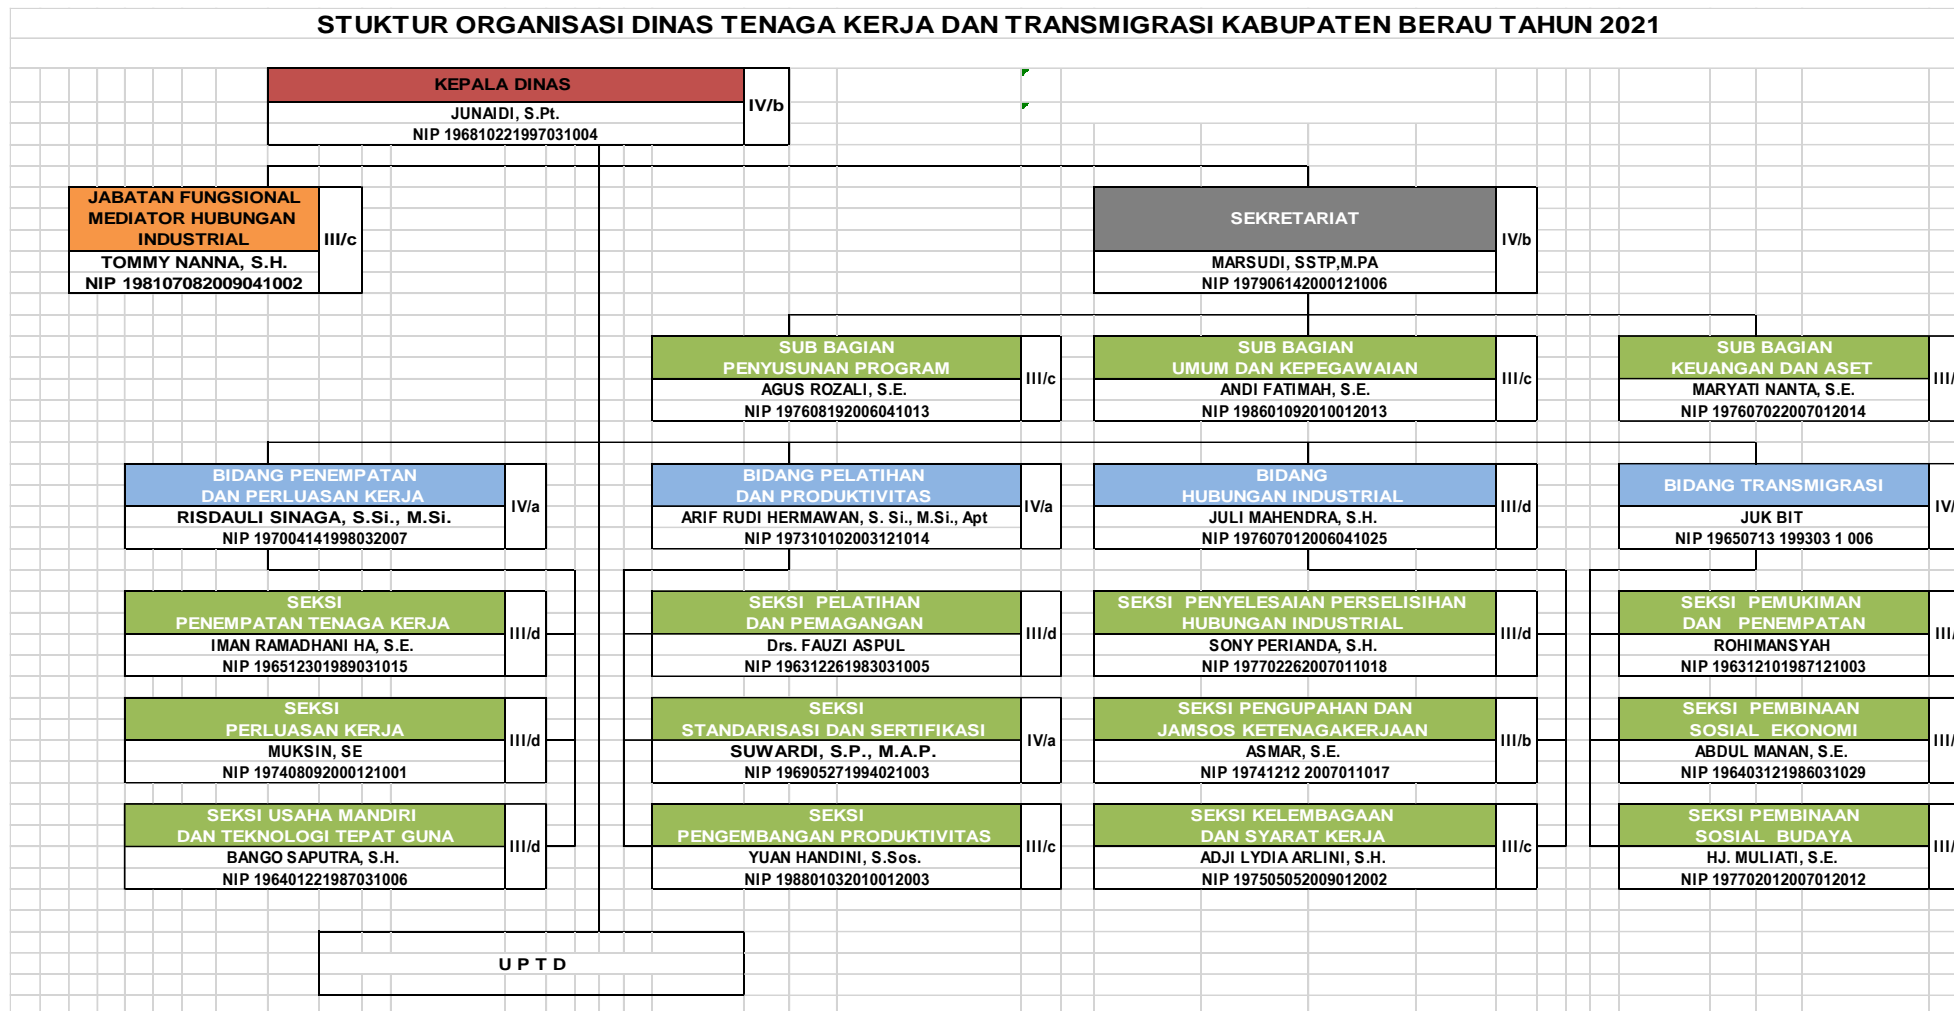 STUKTUR ORGANISASI DINAS TENAGA KERJA DAN TRANSMIGRASI KABUPATEN BERAU TAHUN 2021
KEPALA DINAS
JUNAIDI, S.Pt.
NIP 196810221997031004
IV/b
JABATAN FUNGSIONAL
MEDIATOR HUBUNGAN
INDUSTRIAL
TOMMY NANNA, S.H.
NIP 198107082009041002
III/c
SEKRETARIAT
MARSUDI, SSTP,M.PA
NIP 197906142000121006
IV/b
SUB BAGIAN
PENYUSUNAN PROGRAM
AGUS ROZALI, S.E.
NIP 197608192006041013
III/c
SUB BAGIAN
UMUM DAN KEPEGAWAIAN
ANDI FATIMAH, S.E.
NIP 198601092010012013
III/c
SUB BAGIAN
KEUANGAN DAN ASET
MARYATI NANTA, S.E.
NIP 197607022007012014
III/
BIDANG PENEMPATAN
DAN PERLUASAN KERJA
RISDAULI SINAGA, S.Si., M.Si.
NIP 197004141998032007
IV/a
BIDANG PELATIHAN
DAN PRODUKTIVITAS
ARIF RUDI HERMAWAN, S. Si., M.Si., Apt
NIP 197310102003121014
IV/a
BIDANG
HUBUNGAN INDUSTRIAL
JULI MAHENDRA, S.H.
NIP 197607012006041025
III/d
BIDANG TRANSMIGRASI
JUK BIT
NIP 19650713 199303 1 006
IV/
SEKSI
PENEMPATAN TENAGA KERJA
IMAN RAMADHANI HA, S.E.
NIP 196512301989031015
III/d
SEKSI PELATIHAN
DAN PEMAGANGAN
Drs. FAUZI ASPUL
NIP 196312261983031005
III/d
SEKSI PENYELESAIAN PERSELISIHAN
HUBUNGAN INDUSTRIAL
SONY PERIANDA, S.H.
NIP 197702262007011018
III/d
SEKSI PEMUKIMAN
DAN PENEMPATAN
ROHIMANSYAH
NIP 196312101987121003
III/
SEKSI
PERLUASAN KERJA
MUKSIN, SE
NIP 197408092000121001
III/d
SEKSI
STANDARISASI DAN SERTIFIKASI
SUWARDI, S.P., M.A.P.
NIP 196905271994021003
IV/a
SEKSI PENGUPAHAN DAN
JAMSOS KETENAGAKERJAAN
ASMAR, S.E.
NIP 19741212 2007011017
III/b
SEKSI PEMBINAAN
SOSIAL EKONOMI
ABDUL MANAN, S.E.
NIP 196403121986031029
III/
SEKSI USAHA MANDIRI
DAN TEKNOLOGI TEPAT GUNA
BANGO SAPUTRA, S.H.
NIP 196401221987031006
III/d
SEKSI
PENGEMBANGAN PRODUKTIVITAS
YUAN HANDINI, S.Sos.
NIP 198801032010012003
III/c
SEKSI KELEMBAGAAN
DAN SYARAT KERJA
ADJI LYDIA ARLINI, S.H.
NIP 197505052009012002
III/c
SEKSI PEMBINAAN
SOSIAL BUDAYA
HJ. MULIATI, S.E.
NIP 197702012007012012
III/
U P T D